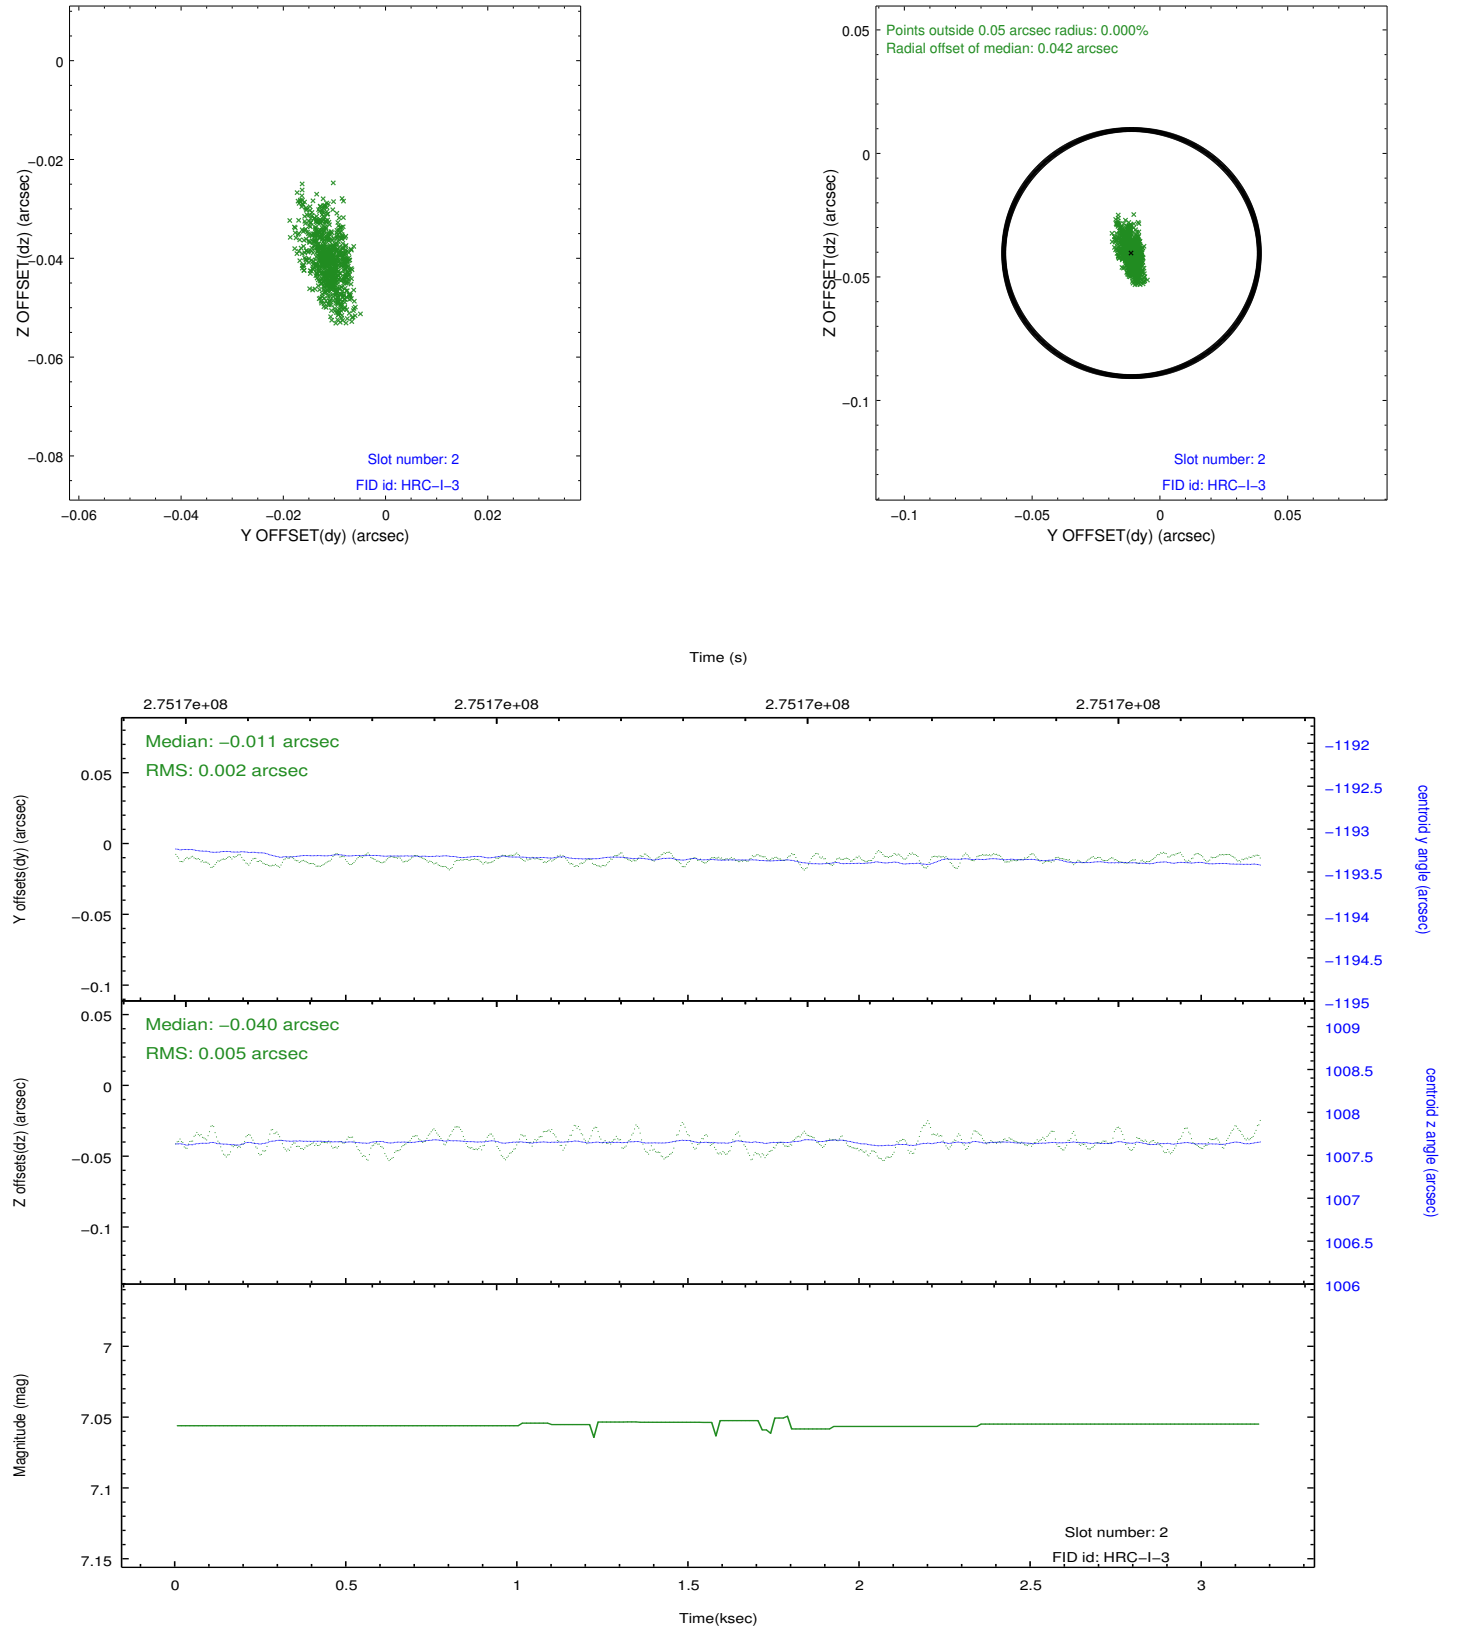 0
−0.02
−0.04
−0.06
−0.08
Z OFFSET(dz) (arcsec)
Slot number: 2
FID id: HRC−I−3
−0.06
−0.04
−0.02
0
0.02
Y OFFSET(dy) (arcsec)
Points outside 0.05 arcsec radius: 0.000%
Radial offset of median: 0.042 arcsec
0.05
0
−0.05
−0.1
Z OFFSET(dz) (arcsec)
Slot number: 2
FID id: HRC−I−3
−0.1
−0.05
0
0.05
Y OFFSET(dy) (arcsec)
Time (s)
2.7517e+08
2.7517e+08
2.7517e+08
2.7517e+08
Median: −0.011 arcsec
RMS: 0.002 arcsec
0.05
0
−0.05
−0.1
Y offsets(dy) (arcsec)
−1192
−1192.5
−1193
−1193.5
−1194
−1194.5
−1195
centroid y angle (arcsec)
Median: −0.040 arcsec
RMS: 0.005 arcsec
0.05
0
−0.05
−0.1
Z offsets(dz) (arcsec)
1009
1008.5
1008
1007.5
1007
1006.5
1006
centroid z angle (arcsec)
7
7.05
7.1
7.15
Magnitude (mag)
Slot number: 2
FID id: HRC−I−3
0
0.5
1
1.5
2
2.5
3
Time(ksec)